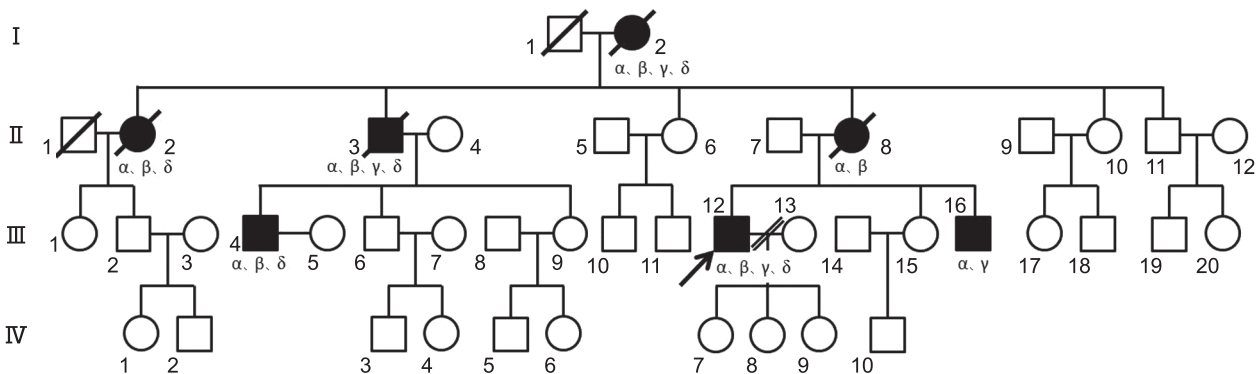 I
1 2
α、β、γ、δ
II
1 2 3 4 5 6 7 8 9 10 11 12
α、β、δ α、β、γ、δ α、β
12 13 16
III
1 2 3 4 5 6 7 8 9 10 11 14 15 17 18 19 20
α、β、δ α、β、γ、δ α、γ
IV
1 2 3 4 5 6 7 8 9 10